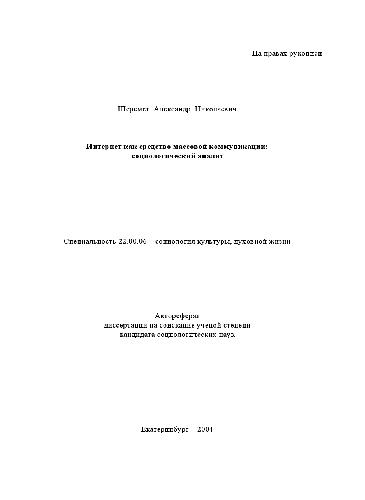 На правах рукописи
Шеремет Александр Николаевич
Интернет как средство массовой коммуникации:
социологический анализ
Специальность 22.00.06 – социология культуры, духовной жизни
Автореферат
диссертации на соискание ученой степени
кандидата социологических наук
Екатеринбург – 2004